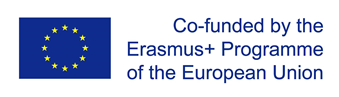 Co-funded by the
Erasmus+ Programme
of the European Union